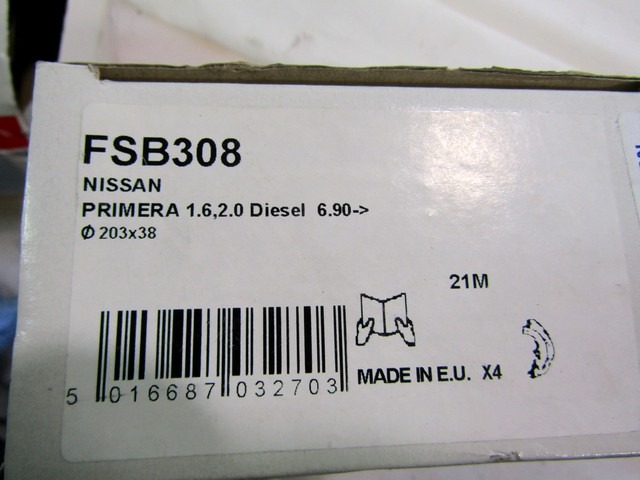 FSB308
NISSAN
PRIMERA 1.6,2.0 Diesel 6.90->
Ø 203x38
21M
MADE IN E.U. X4
5 016687 032703